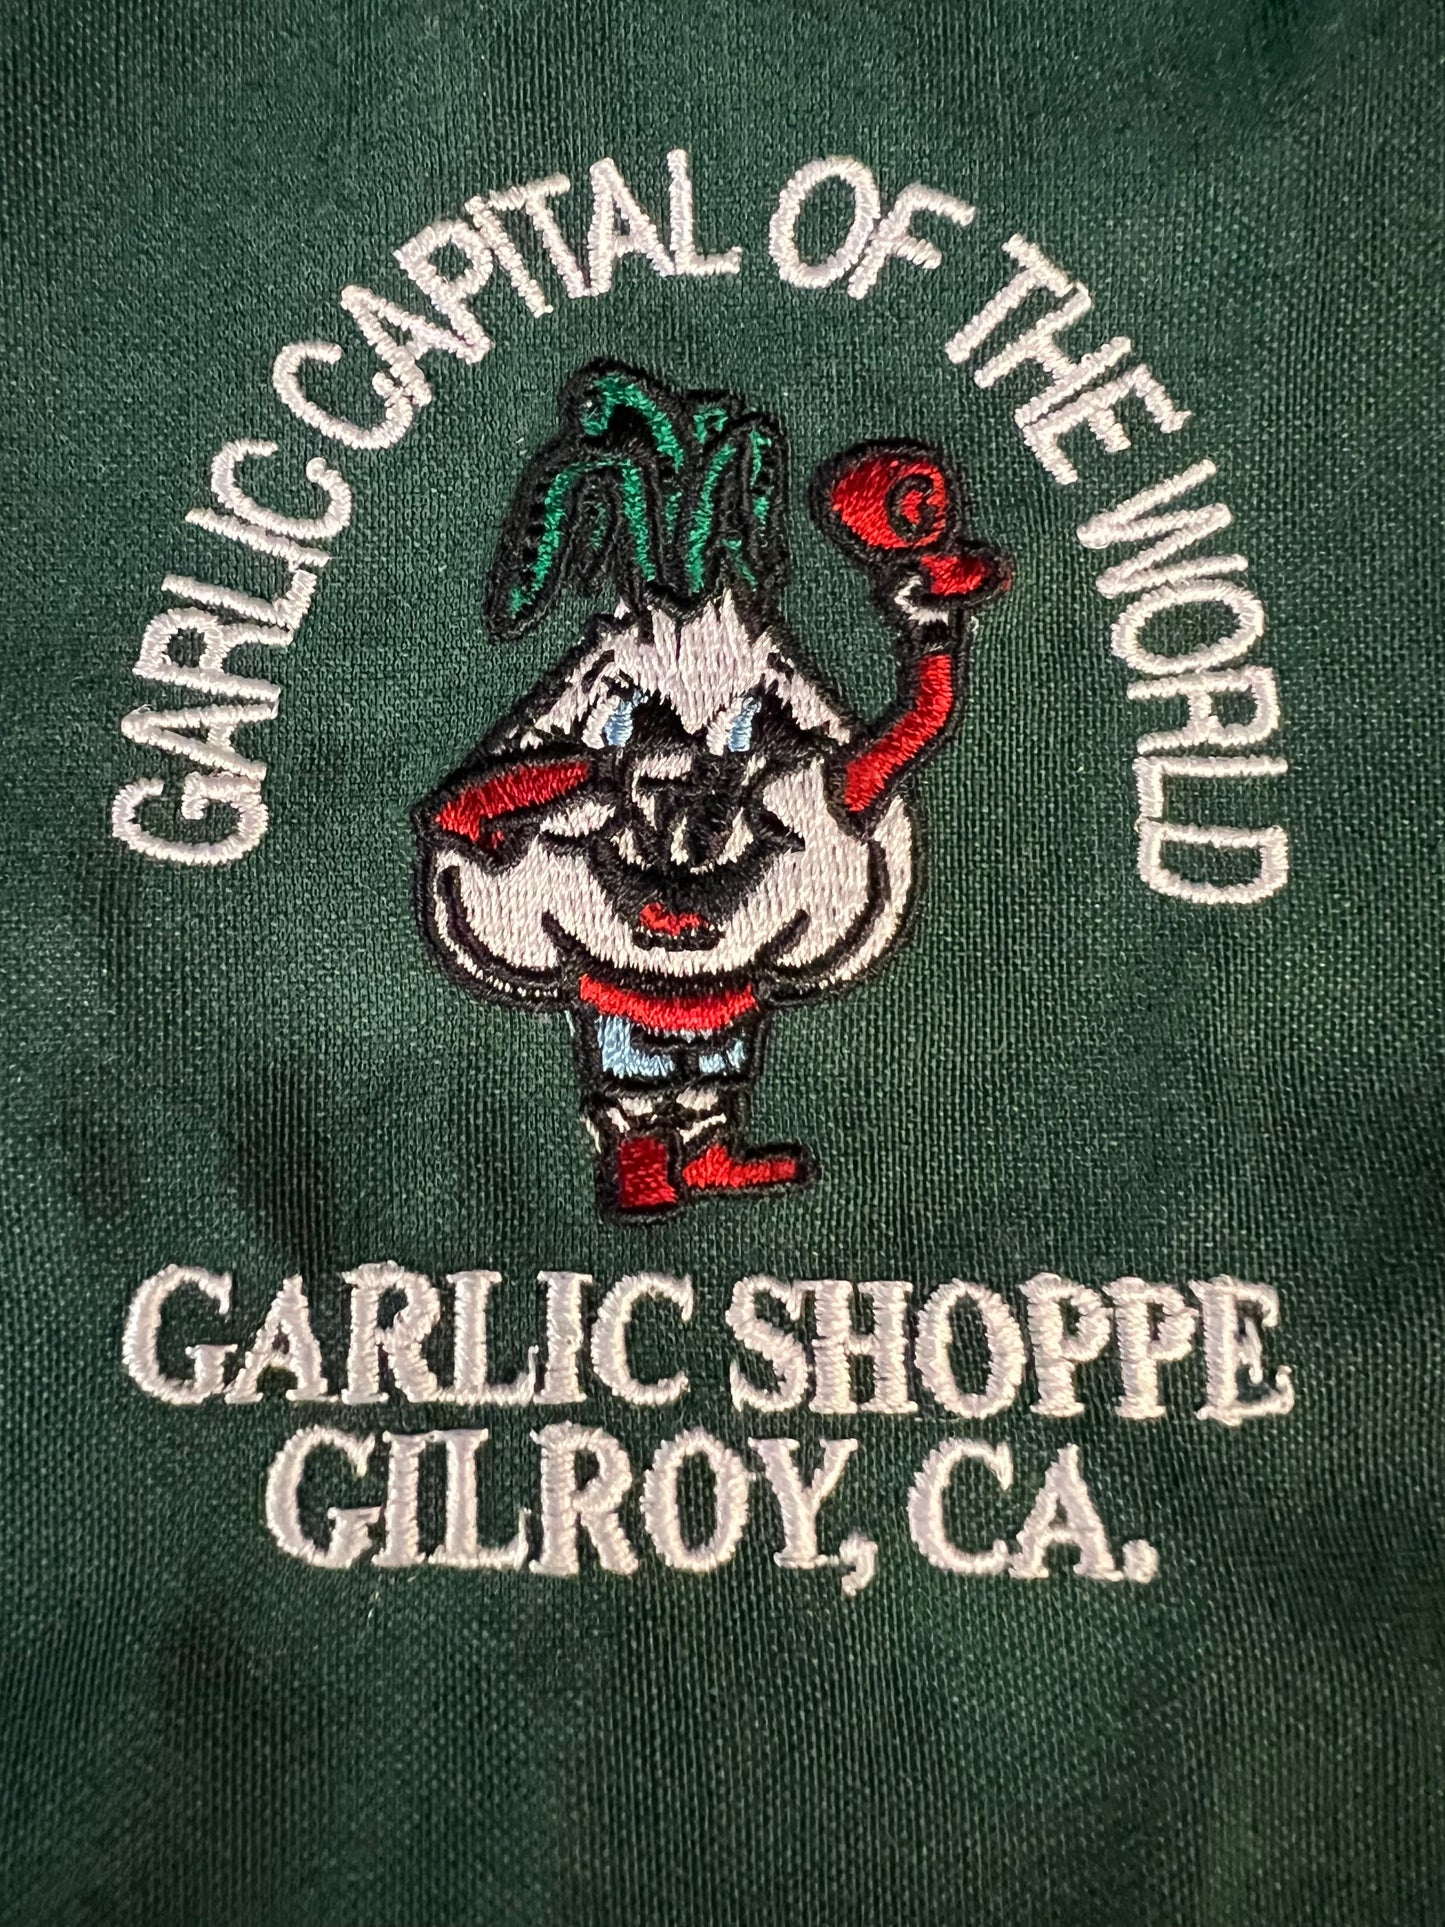 GARLIC CAPITAL OF THE WORLD
G
GARLIC SHOPPE
GILROY, CA.